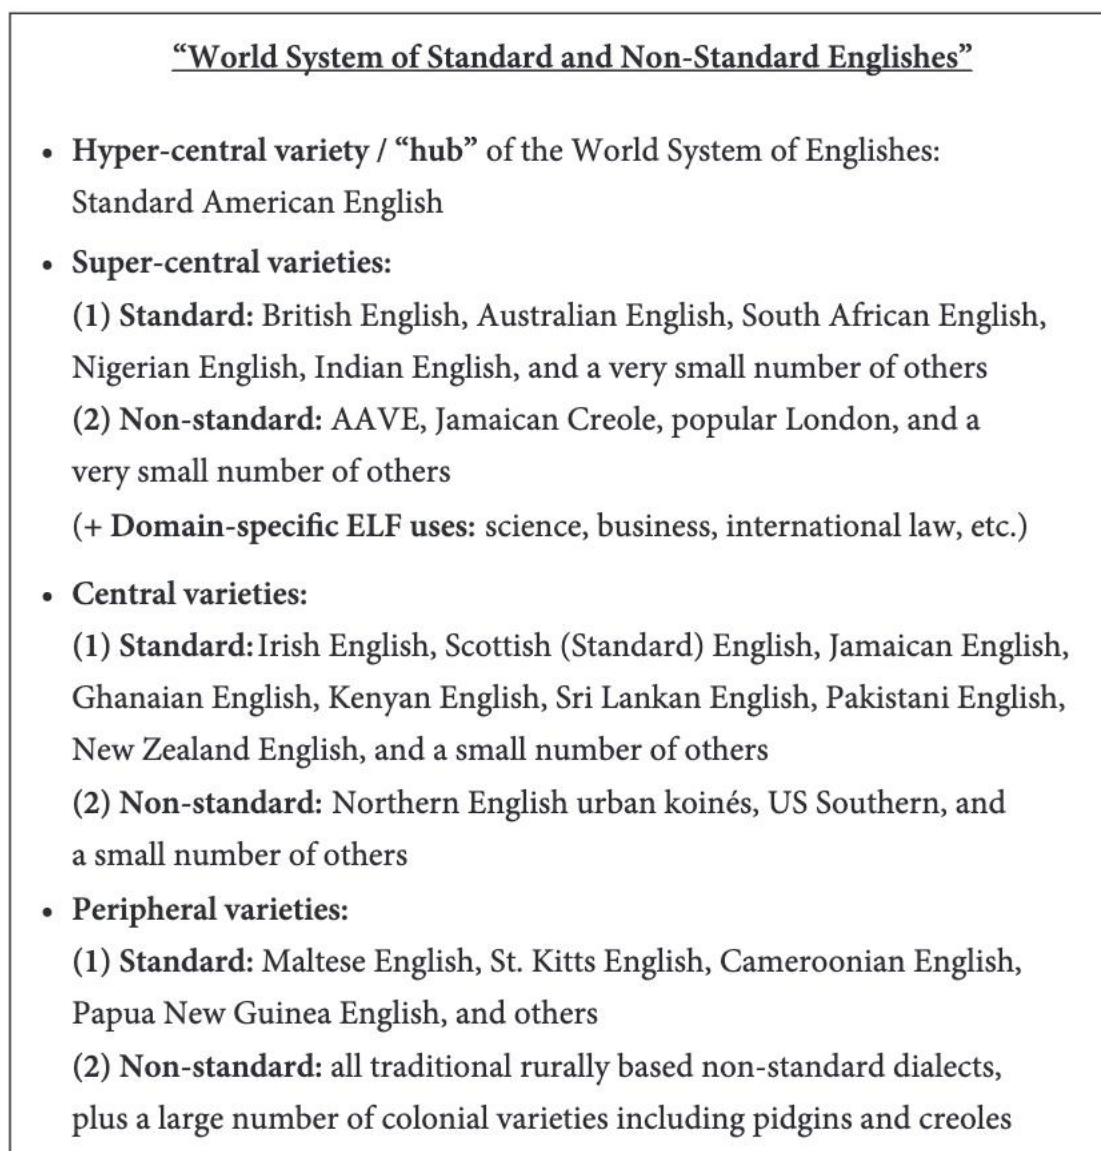 “World System of Standard and Non-Standard Englishes”
• Hyper-central variety / “hub” of the World System of Englishes:
Standard American English
• Super-central varieties:
(1) Standard: British English, Australian English, South African English,
Nigerian English, Indian English, and a very small number of others
(2) Non-standard: AAVE, Jamaican Creole, popular London, and a
very small number of others
(+ Domain-specific ELF uses: science, business, international law, etc.)
• Central varieties:
(1) Standard: Irish English, Scottish (Standard) English, Jamaican English,
Ghanaian English, Kenyan English, Sri Lankan English, Pakistani English,
New Zealand English, and a small number of others
(2) Non-standard: Northern English urban koinés, US Southern, and
a small number of others
• Peripheral varieties:
(1) Standard: Maltese English, St. Kitts English, Cameroonian English,
Papua New Guinea English, and others
(2) Non-standard: all traditional rurally based non-standard dialects,
plus a large number of colonial varieties including pidgins and creoles